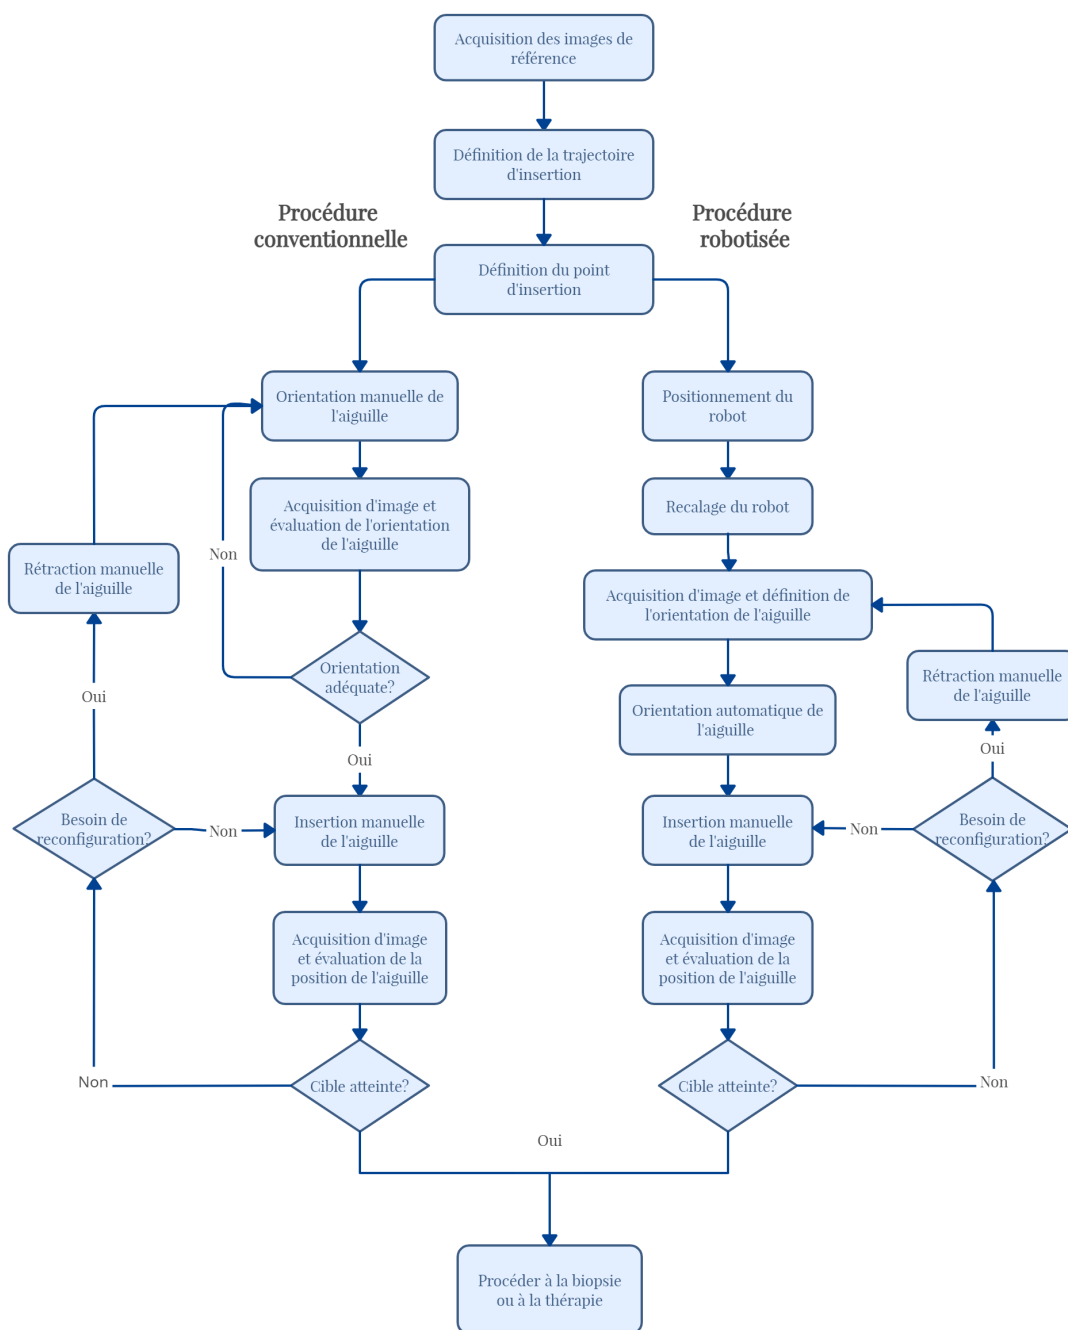 Acquisition des images de
référence
Définition de la trajectoire
d'insertion
Procédure
conventionnelle
Procédure
robotisée
Définition du point
d'insertion
Orientation manuelle de
l'aiguille
Positionnement du
robot
Acquisition d'image et
évaluation de l'orientation
de l'aiguille
Recalage du robot
Non
Rétraction manuelle
de l'aiguille
Acquisition d'image et définition de
l'orientation de l'aiguille
Orientation
adéquate?
Rétraction manuelle
de l'aiguille
Oui
Orientation automatique de
l'aiguille
Oui
Oui
Besoin de
reconfiguration?
Non
Insertion manuelle
de l'aiguille
Insertion manuelle
de l'aiguille
Non
Besoin de
reconfiguration?
Acquisition d'image
et évaluation de la
position de l'aiguille
Acquisition d'image
et évaluation de la
position de l'aiguille
Non
Cible atteinte?
Cible atteinte?
Non
Oui
Procéder à la biopsie
ou à la thérapie